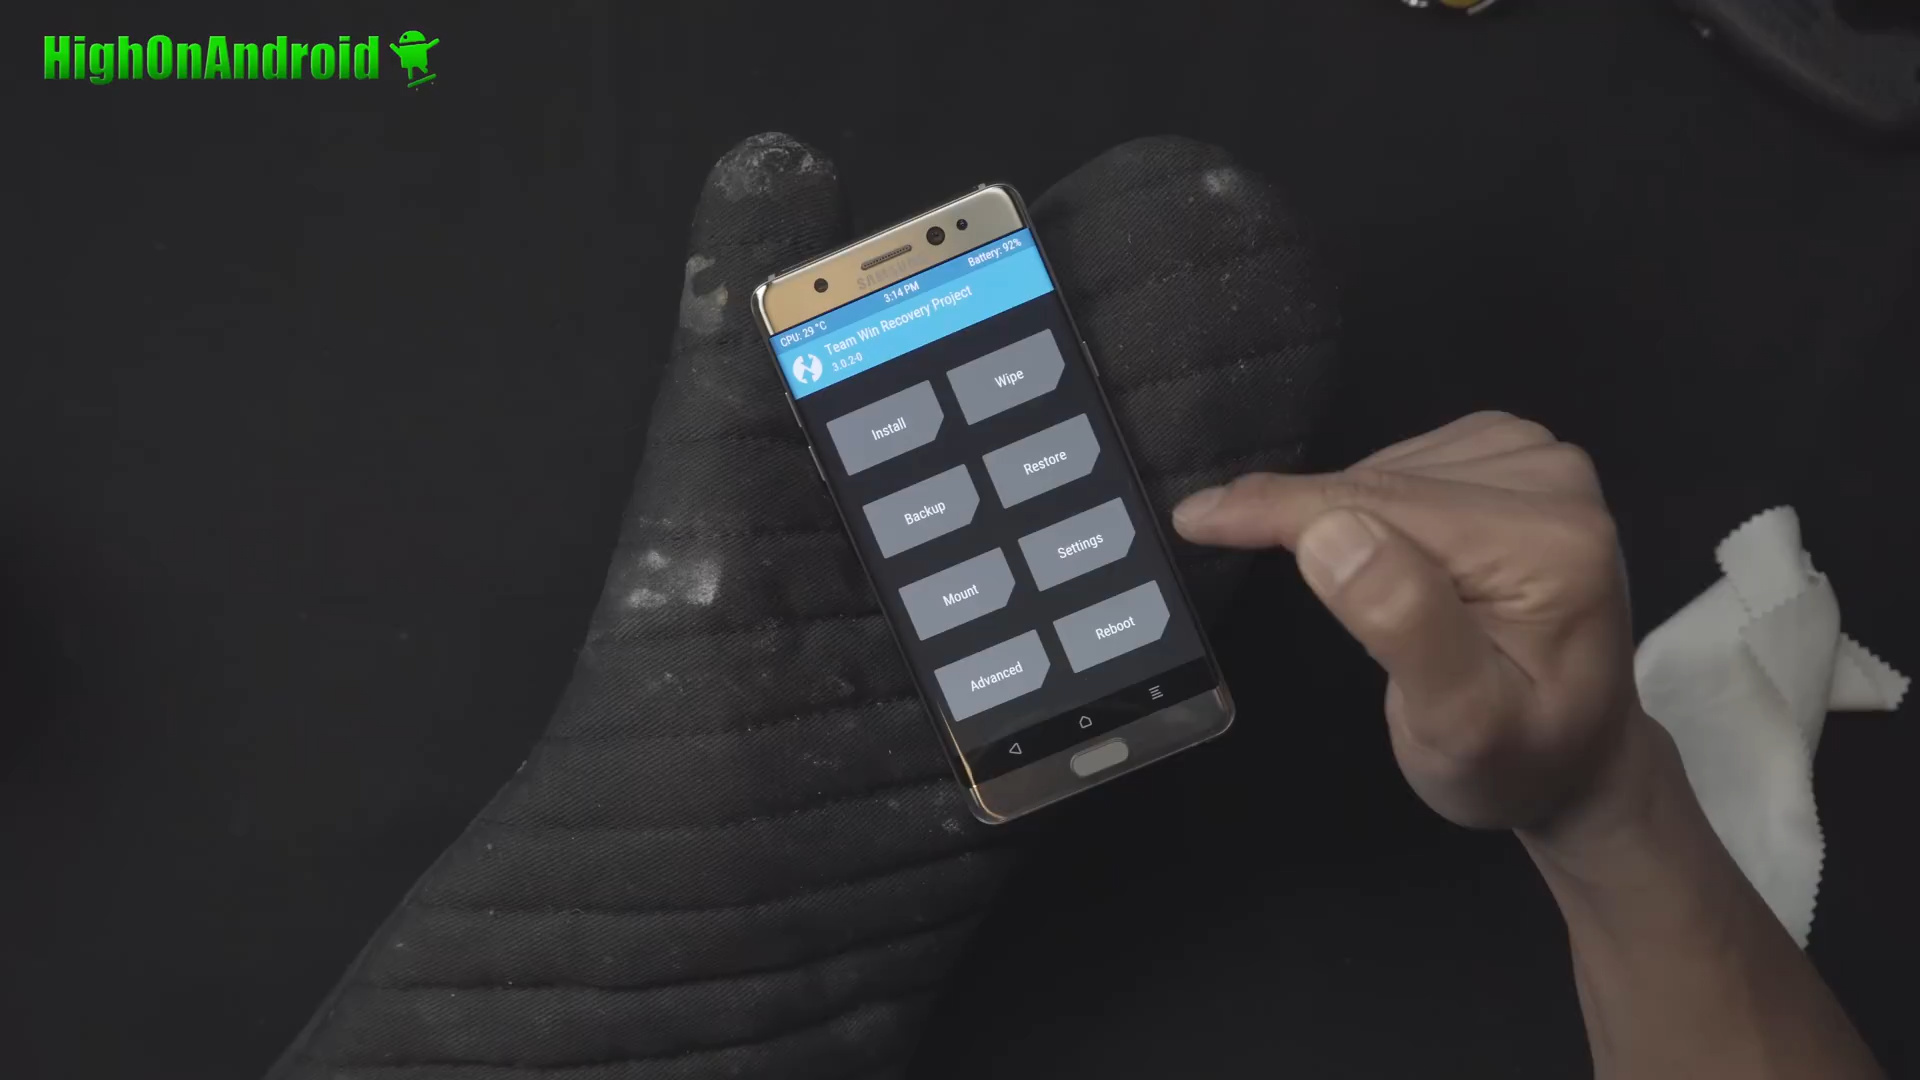 HighOnAndroid
SAMSUNG
CPU: 29 °C
3:14 PM
Battery: 92%
Team Win Recovery Project
3.0.2-0
Install
Wipe
Backup
Restore
Mount
Settings
Advanced
Reboot